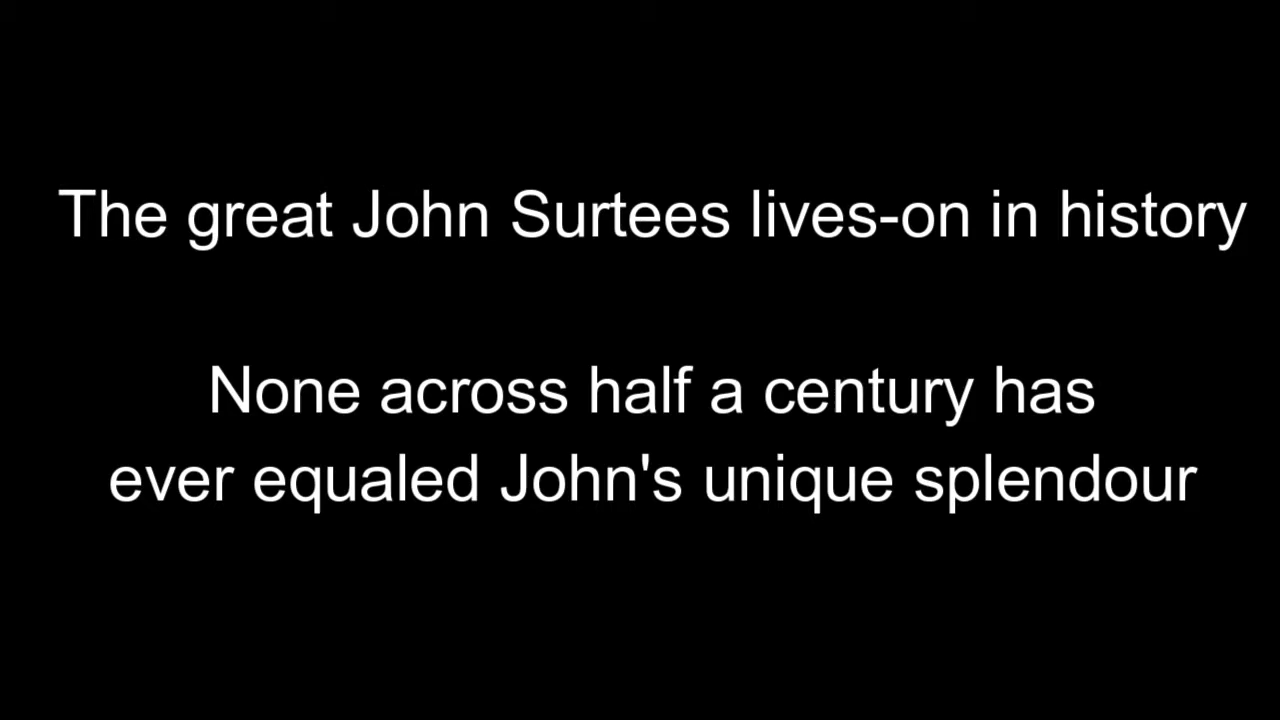 The great John Surtees lives-on in history
None across half a century has
ever equaled John's unique splendour